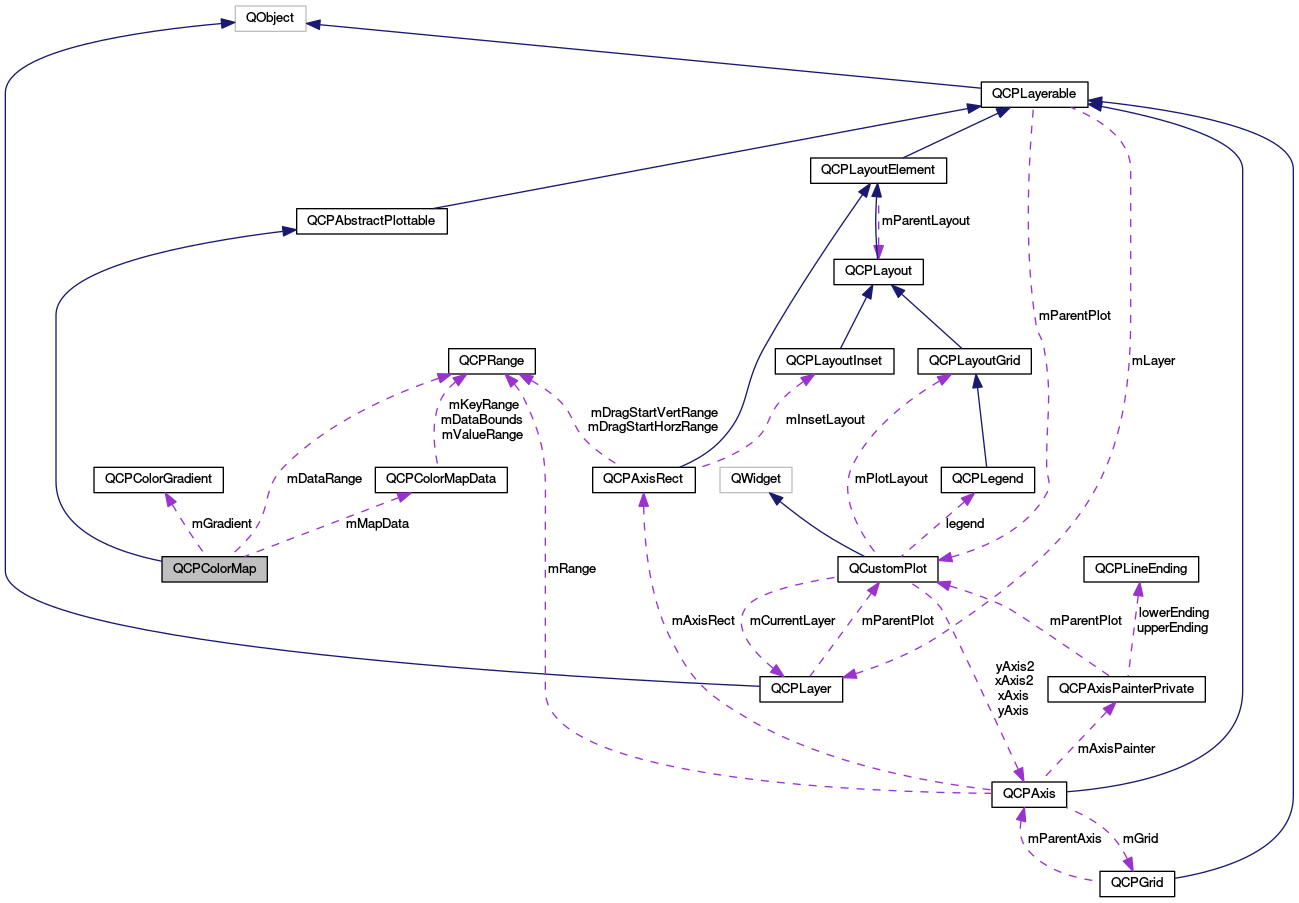 QObject
QCPLayerable
QCPLayoutElement
QCPAbstractPlottable
mParentLayout
QCPLayout
mParentPlot
QCPRange
QCPLayoutInset
QCPLayoutGrid
mLayer
mKeyRange
mDataBounds
mValueRange
mDragStartVertRange
mDragStartHorzRange
mInsetLayout
QCPColorGradient
mDataRange
QCPColorMapData
QCPAxisRect
QWidget
mPlotLayout
QCPLegend
mGradient
mMapData
legend
QCPColorMap
mRange
QCustomPlot
QCPLineEnding
mAxisRect
mCurrentLayer
mParentPlot
mParentPlot
lowerEnding
upperEnding
yAxis2
xAxis2
xAxis
yAxis
QCPLayer
QCPAxisPainterPrivate
mAxisPainter
QCPAxis
mParentAxis
mGrid
QCPGrid